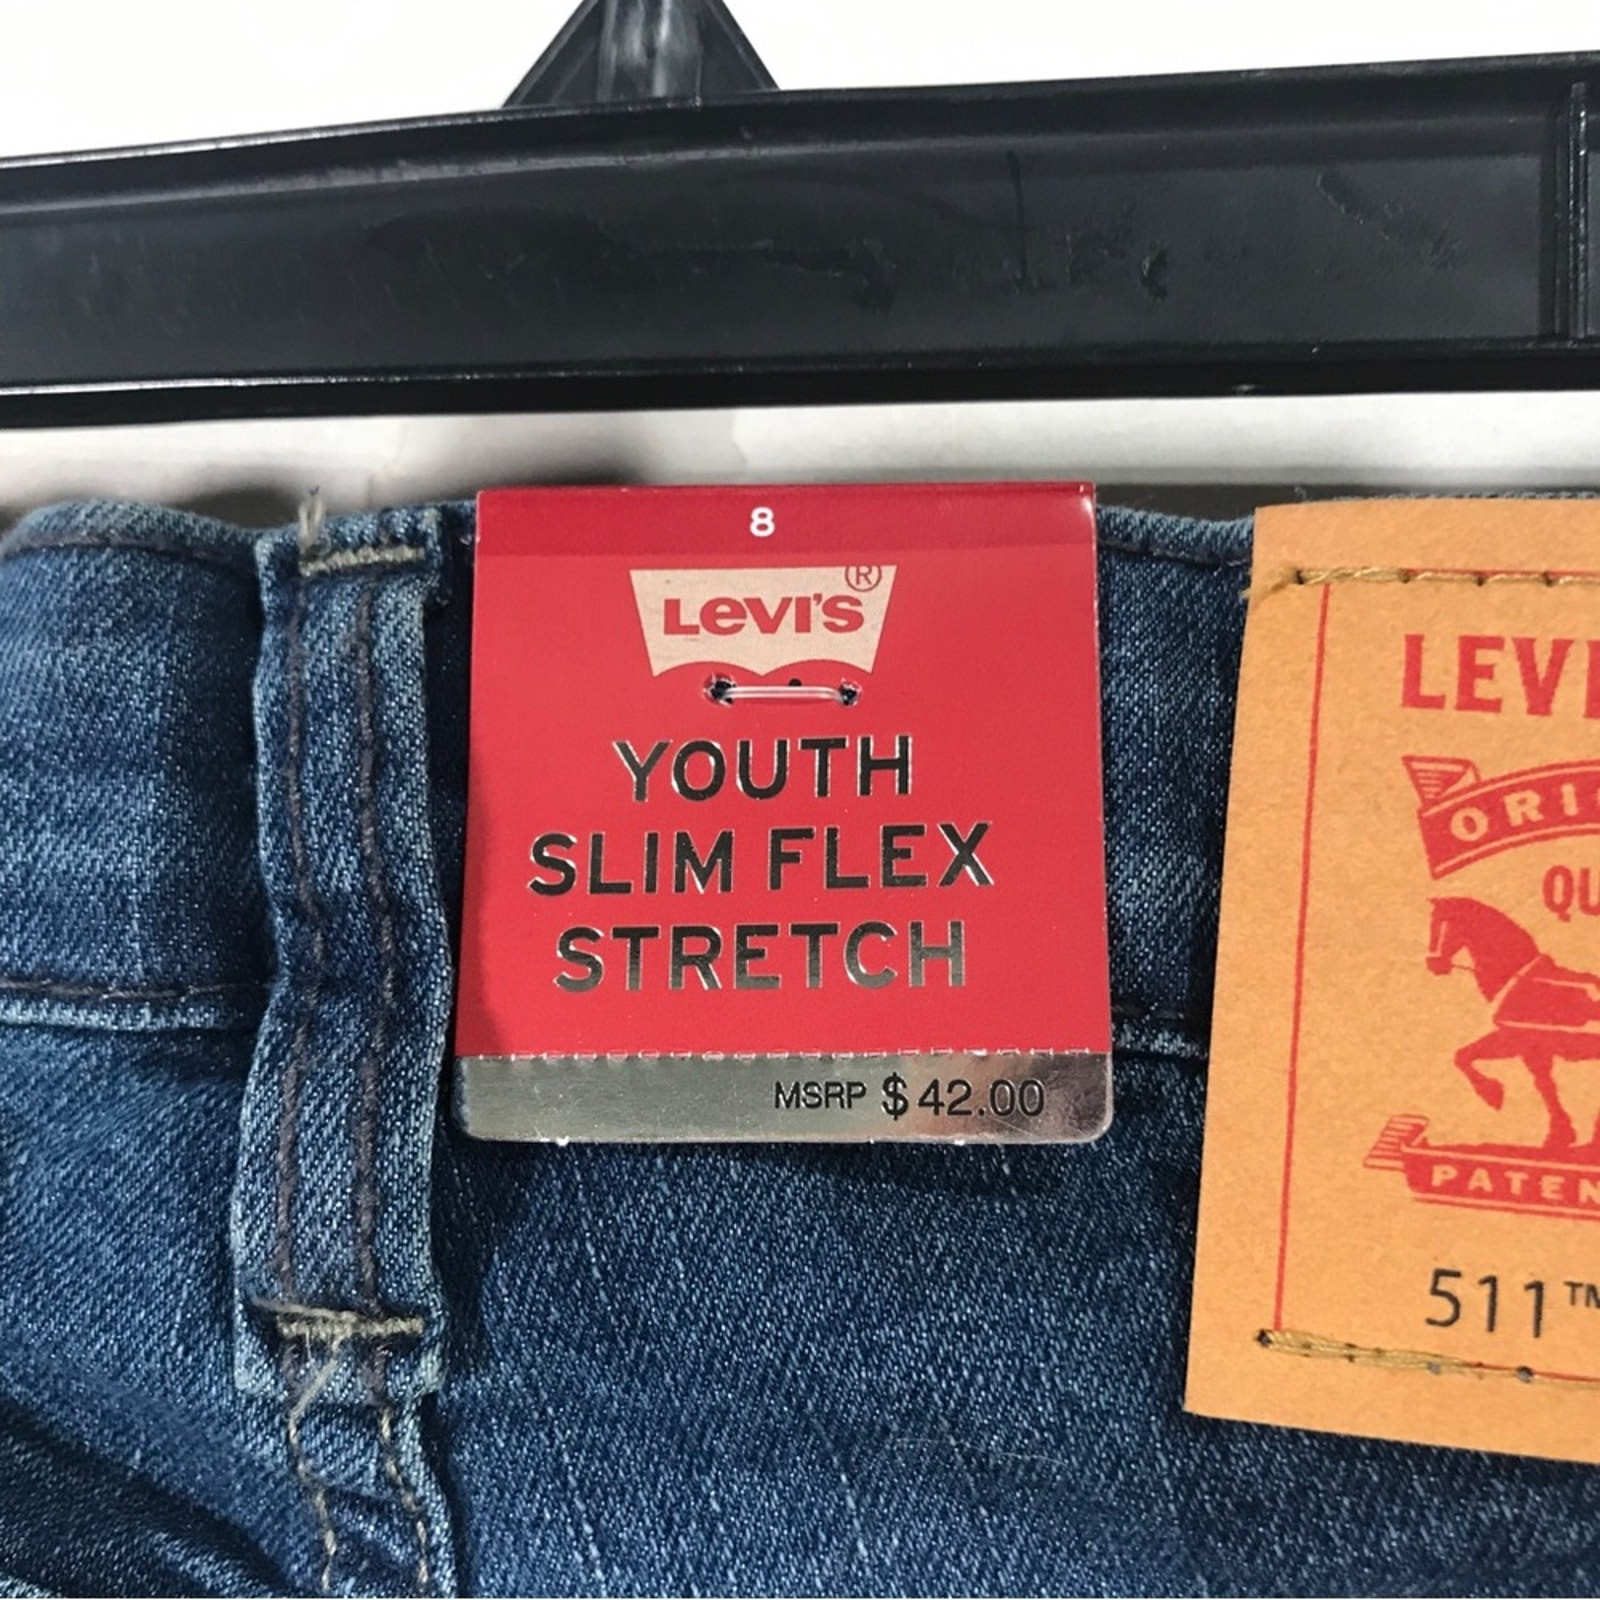 8
Levi's®
YOUTH
SLIM FLEX
STRETCH
MSRP $42.00
LEVI
ORI
QU
PATEN
511™